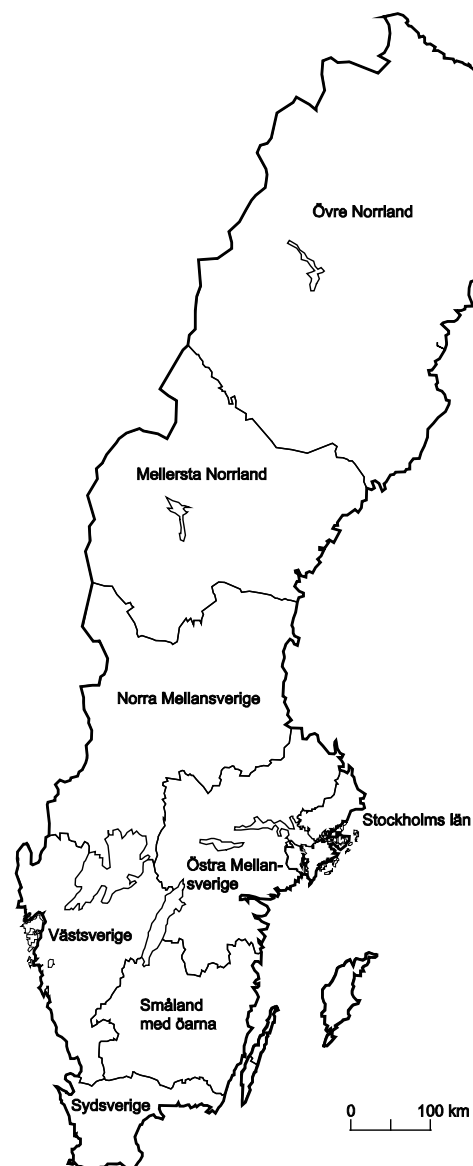 Övre Norrland
Mellersta Norrland
Norra Mellansverige
Stockholms län
Östra Mellan-
sverige
Västsverige
Småland
med öarna
Sydsverige
0 100 km